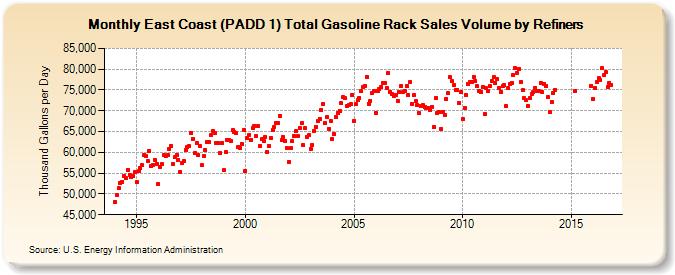 Monthly East Coast (PADD 1) Total Gasoline Rack Sales Volume by Refiners
Thousand Gallons per Day
85,000
80,000
75,000
70,000
65,000
60,000
55,000
50,000
45,000
1995 2000 2005 2010 2015
Source: U.S. Energy Information Administration